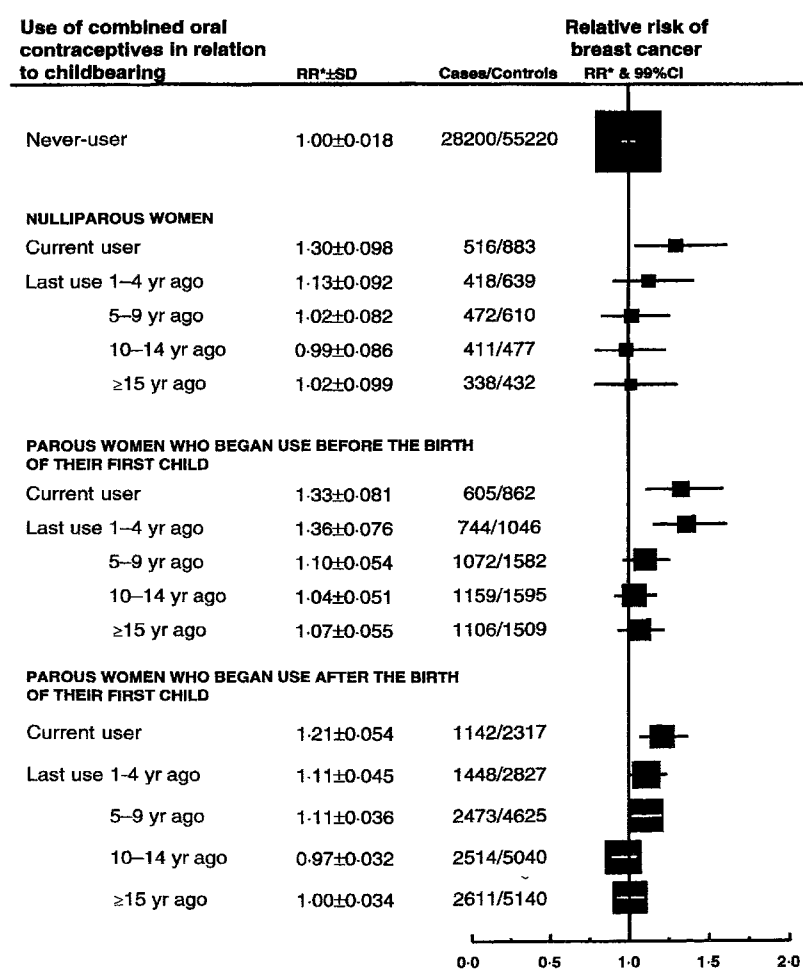 Use of combined oral
contraceptives in relation
to childbearing
RR*±SD
Cases/Controls
Relative risk of
breast cancer
RR* & 99%CI
Never-user 1·00±0·018 28200/55220
NULLIPAROUS WOMEN
Current user 1·30±0·098 516/883
Last use 1–4 yr ago 1·13±0·092 418/639
5–9 yr ago 1·02±0·082 472/610
10–14 yr ago 0·99±0·086 411/477
≥15 yr ago 1·02±0·099 338/432
PAROUS WOMEN WHO BEGAN USE BEFORE THE BIRTH
OF THEIR FIRST CHILD
Current user 1·33±0·081 605/862
Last use 1–4 yr ago 1·36±0·076 744/1046
5–9 yr ago 1·10±0·054 1072/1582
10–14 yr ago 1·04±0·051 1159/1595
≥15 yr ago 1·07±0·055 1106/1509
PAROUS WOMEN WHO BEGAN USE AFTER THE BIRTH
OF THEIR FIRST CHILD
Current user 1·21±0·054 1142/2317
Last use 1-4 yr ago 1·11±0·045 1448/2827
5–9 yr ago 1·11±0·036 2473/4625
10–14 yr ago 0·97±0·032 2514/5040
≥15 yr ago 1·00±0·034 2611/5140
0·0 0·5 1·0 1·5 2·0